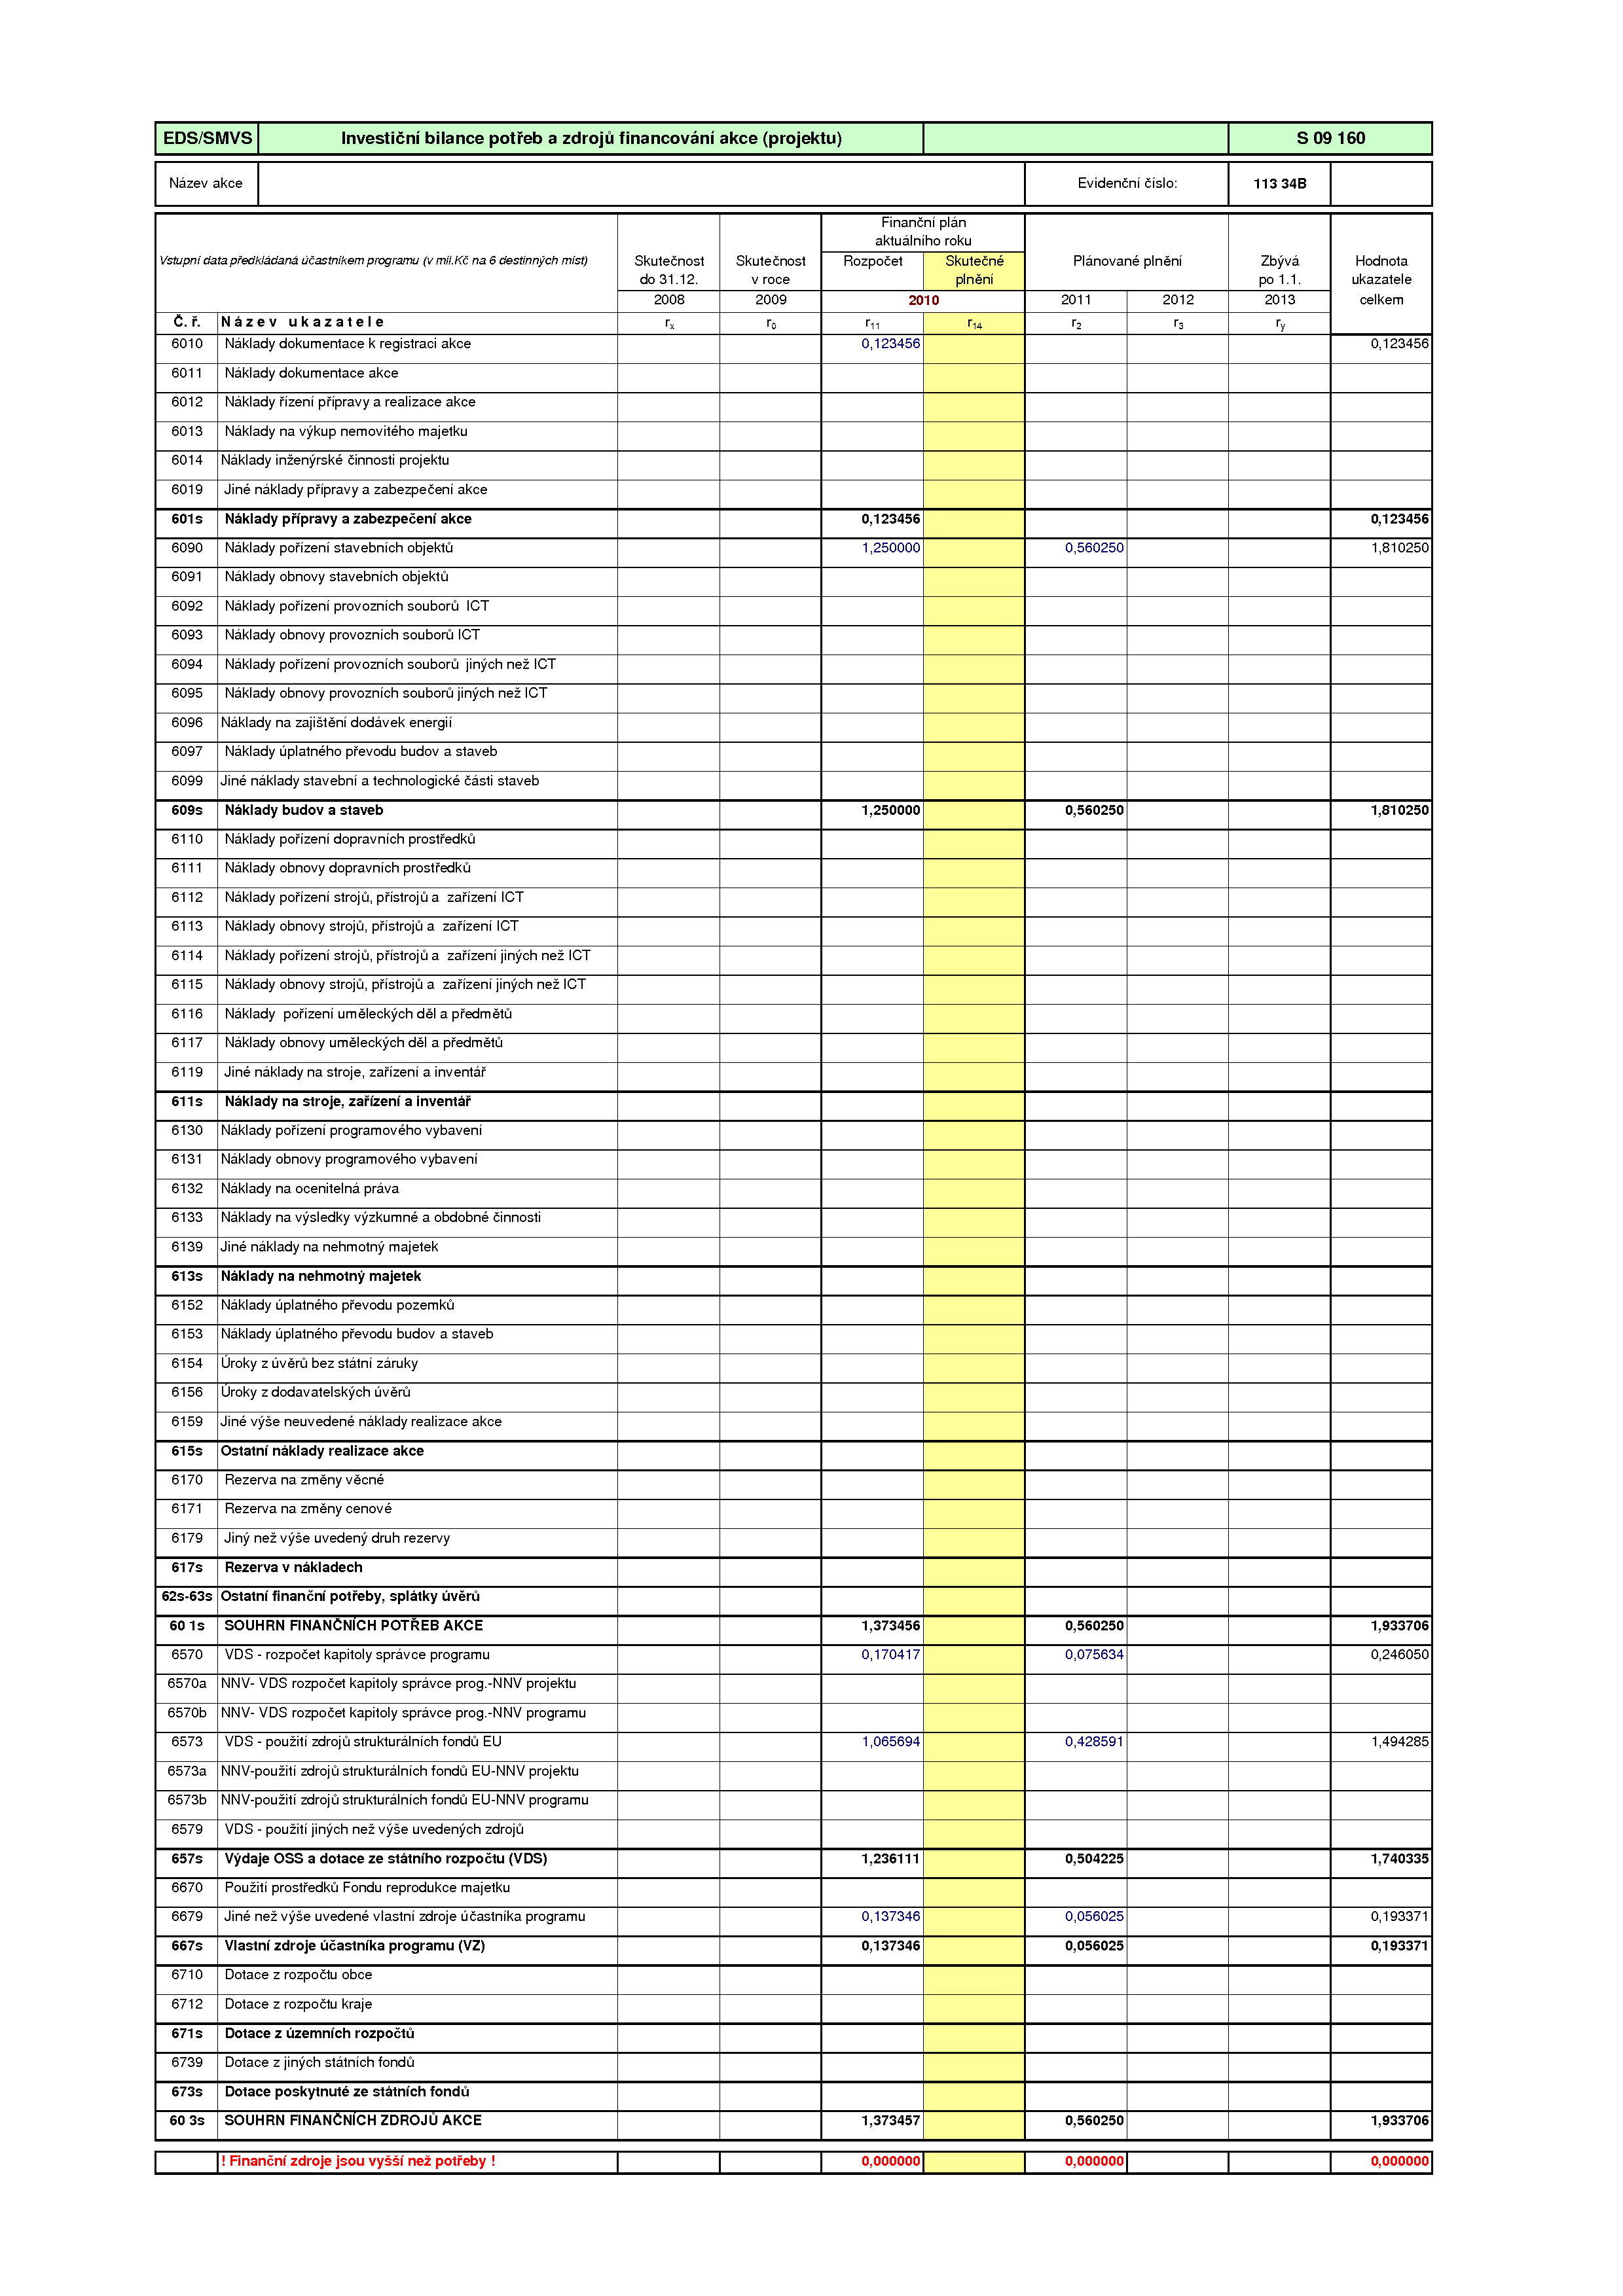 EDS/SMVS Investiční bilance potřeb a zdrojů financování akce (projektu) S 09 160
Název akce Evidenční číslo: 113 34B
Finanční plán
aktuálního roku
Vstupní data předkládaná účastníkem programu (v mil.Kč na 6 destinných míst) Skutečnost Skutečnost Rozpočet Skutečné Plánované plnění Zbývá Hodnota
do 31.12. v roce plnění po 1.1. ukazatele
2008 2009 2010 2011 2012 2013 celkem
Č. ř. Název ukazatele rx r0 r11 r14 r2 r3 ry
6010 Náklady dokumentace k registraci akce 0,123456 0,123456
6011 Náklady dokumentace akce
6012 Náklady řízení přípravy a realizace akce
6013 Náklady na výkup nemovitého majetku
6014 Náklady inženýrské činnosti projektu
6019 Jiné náklady přípravy a zabezpečení akce
601s Náklady přípravy a zabezpečení akce 0,123456 0,123456
6090 Náklady pořízení stavebních objektů 1,250000 0,560250 1,810250
6091 Náklady obnovy stavebních objektů
6092 Náklady pořízení provozních souborů ICT
6093 Náklady obnovy provozních souborů ICT
6094 Náklady pořízení provozních souborů jiných než ICT
6095 Náklady obnovy provozních souborů jiných než ICT
6096 Náklady na zajištění dodávek energií
6097 Náklady úplatného převodu budov a staveb
6099 Jiné náklady stavební a technologické části staveb
609s Náklady budov a staveb 1,250000 0,560250 1,810250
6110 Náklady pořízení dopravních prostředků
6111 Náklady obnovy dopravních prostředků
6112 Náklady pořízení strojů, přístrojů a zařízení ICT
6113 Náklady obnovy strojů, přístrojů a zařízení ICT
6114 Náklady pořízení strojů, přístrojů a zařízení jiných než ICT
6115 Náklady obnovy strojů, přístrojů a zařízení jiných než ICT
6116 Náklady pořízení uměleckých děl a předmětů
6117 Náklady obnovy uměleckých děl a předmětů
6119 Jiné náklady na stroje, zařízení a inventář
611s Náklady na stroje, zařízení a inventář
6130 Náklady pořízení programového vybavení
6131 Náklady obnovy programového vybavení
6132 Náklady na ocenitelná práva
6133 Náklady na výsledky výzkumné a obdobné činnosti
6139 Jiné náklady na nehmotný majetek
613s Náklady na nehmotný majetek
6152 Náklady úplatného převodu pozemků
6153 Náklady úplatného převodu budov a staveb
6154 Úroky z úvěrů bez státní záruky
6156 Úroky z dodavatelských úvěrů
6159 Jiné výše neuvedené náklady realizace akce
615s Ostatní náklady realizace akce
6170 Rezerva na změny věcné
6171 Rezerva na změny cenové
6179 Jiný než výše uvedený druh rezervy
617s Rezerva v nákladech
62s-63s Ostatní finanční potřeby, splátky úvěrů
60 1s SOUHRN FINANČNÍCH POTŘEB AKCE 1,373456 0,560250 1,933706
6570 VDS - rozpočet kapitoly správce programu 0,170417 0,075634 0,246050
6570a NNV- VDS rozpočet kapitoly správce prog.-NNV projektu
6570b NNV- VDS rozpočet kapitoly správce prog.-NNV programu
6573 VDS - použití zdrojů strukturálních fondů EU 1,065694 0,428591 1,494285
6573a NNV-použití zdrojů strukturálních fondů EU-NNV projektu
6573b NNV-použití zdrojů strukturálních fondů EU-NNV programu
6579 VDS - použití jiných než výše uvedených zdrojů
657s Výdaje OSS a dotace ze státního rozpočtu (VDS) 1,236111 0,504225 1,740335
6670 Použití prostředků Fondu reprodukce majetku
6679 Jiné než výše uvedené vlastní zdroje účastníka programu 0,137346 0,056025 0,193371
667s Vlastní zdroje účastníka programu (VZ) 0,137346 0,056025 0,193371
6710 Dotace z rozpočtu obce
6712 Dotace z rozpočtu kraje
671s Dotace z územních rozpočtů
6739 Dotace z jiných státních fondů
673s Dotace poskytnuté ze státních fondů
60 3s SOUHRN FINANČNÍCH ZDROJŮ AKCE 1,373457 0,560250 1,933706
! Finanční zdroje jsou vyšší než potřeby ! 0,000000 0,000000 0,000000